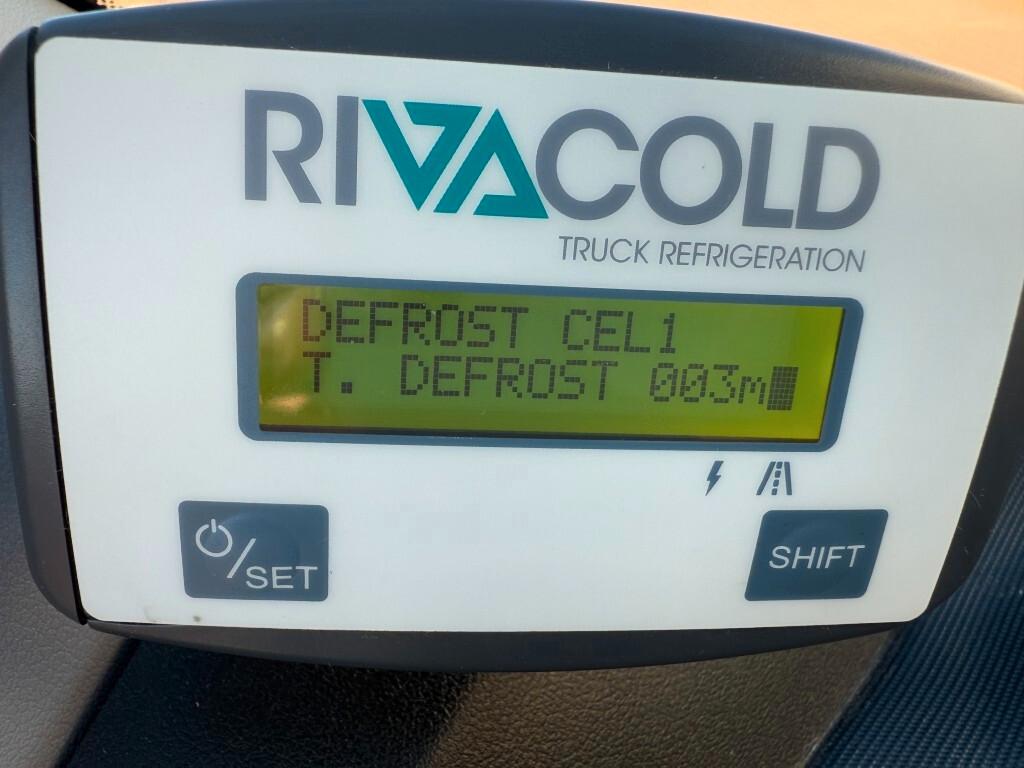 RIVACOLD
TRUCK REFRIGERATION
DEFROST CEL1
T. DEFROST 003m
/SET
SHIFT